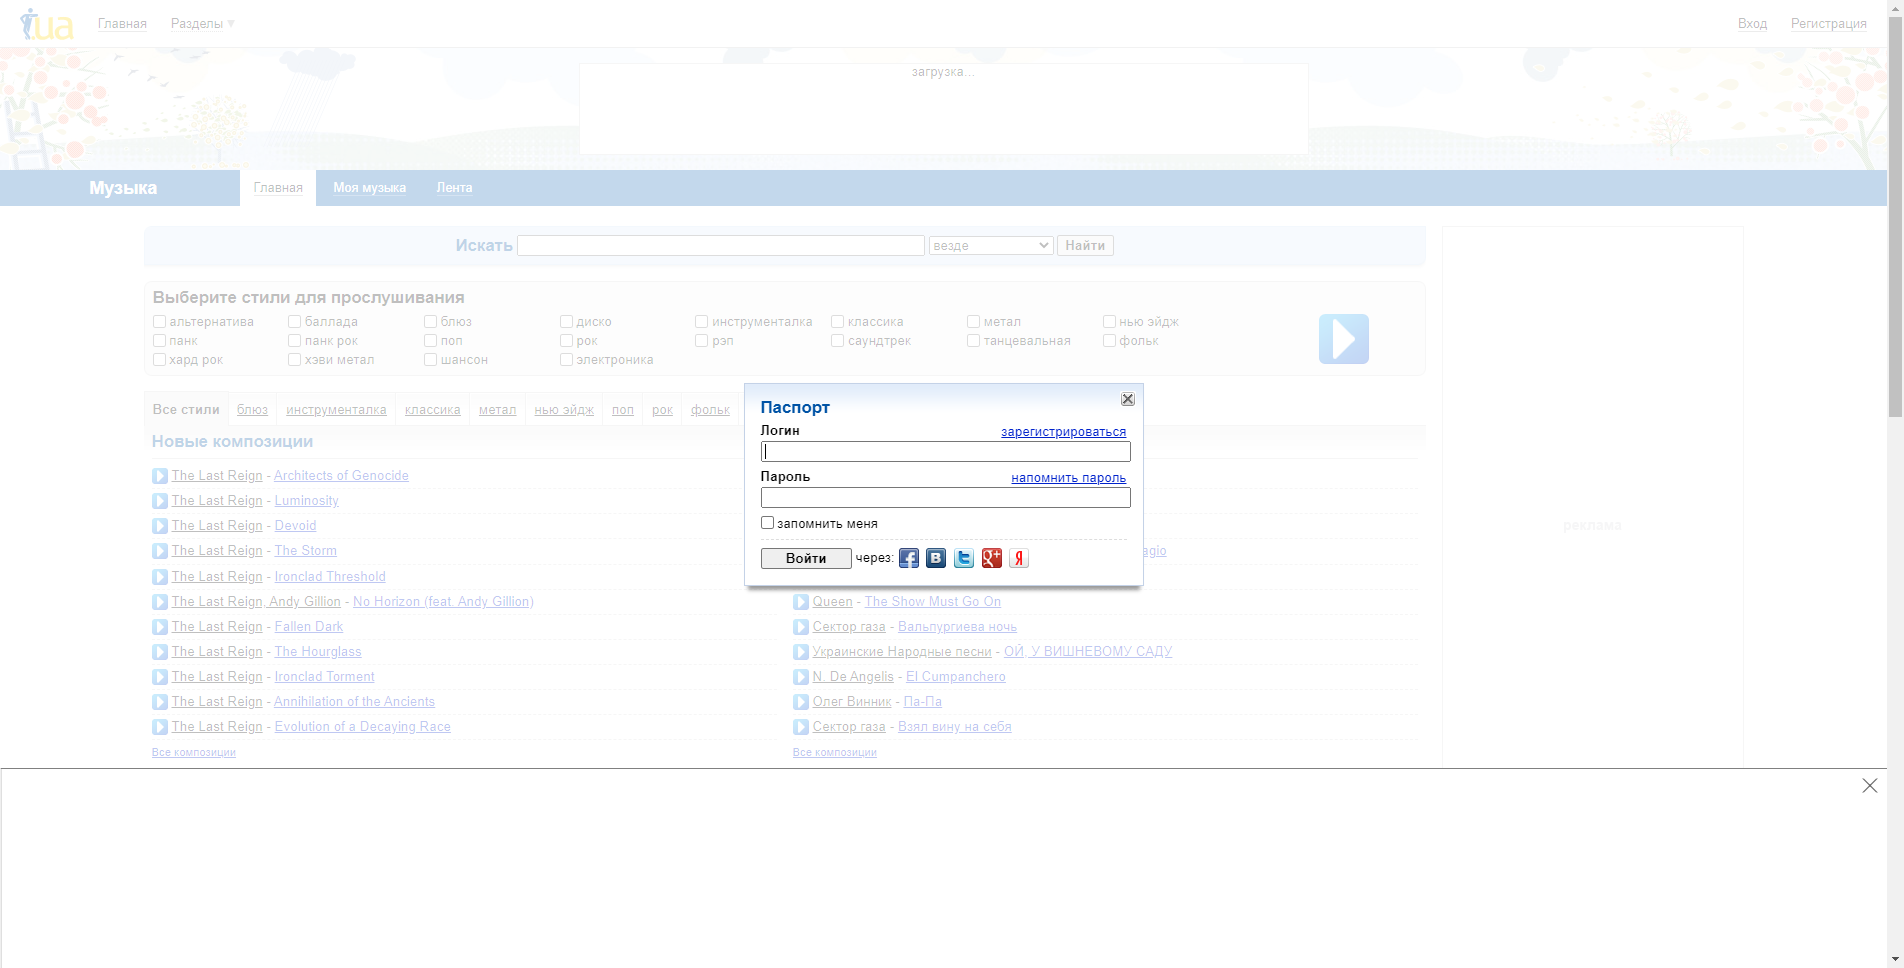 .ua Главная Разделы ▾ Вход Регистрация
загрузка...
Музыка Главная Моя музыка Лента
Искать везде Найти
Выберите стили для прослушивания
альтернатива баллада блюз диско инструменталка классика метал нью эйдж
панк панк рок поп рок рэп саундтрек танцевальная фольк
хард рок хэви метал шансон электроника
Все стили блюз инструменталка классика метал нью эйдж поп рок фольк
Новые композиции
The Last Reign - Architects of Genocide
The Last Reign - Luminosity
The Last Reign - Devoid
The Last Reign - The Storm
The Last Reign - Ironclad Threshold
The Last Reign, Andy Gillion - No Horizon (feat. Andy Gillion)
The Last Reign - Fallen Dark
The Last Reign - The Hourglass
The Last Reign - Ironclad Torment
The Last Reign - Annihilation of the Ancients
The Last Reign - Evolution of a Decaying Race
Все композиции
Паспорт
Логин зарегистрироваться
Пароль напомнить пароль
запомнить меня
Войти через: f B t g+ Я
agio
Queen - The Show Must Go On
Сектор газа - Вальпургиева ночь
Украинские Народные песни - ОЙ, У ВИШНЕВОМУ САДУ
N. De Angelis - El Cumpanchero
Олег Винник - Па-Па
Сектор газа - Взял вину на себя
Все композиции
реклама